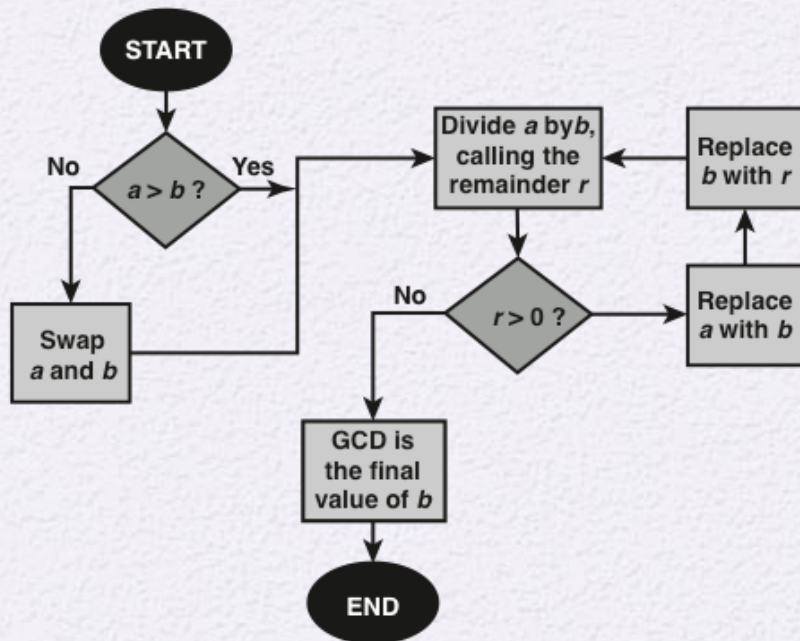 START
No
Yes
a > b ?
Swap
a and b
Divide a byb,
calling the
remainder r
Replace
b with r
No
r > 0 ?
Replace
a with b
GCD is
the final
value of b
END